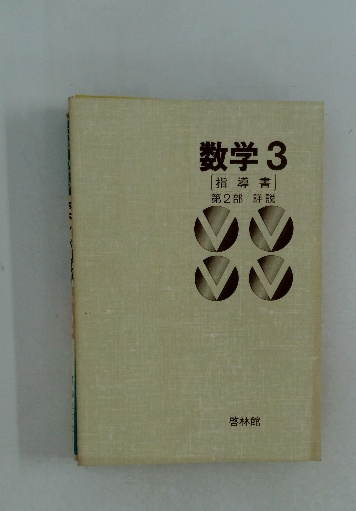 数学3
[指導書]
第2部 詳説
啓林館